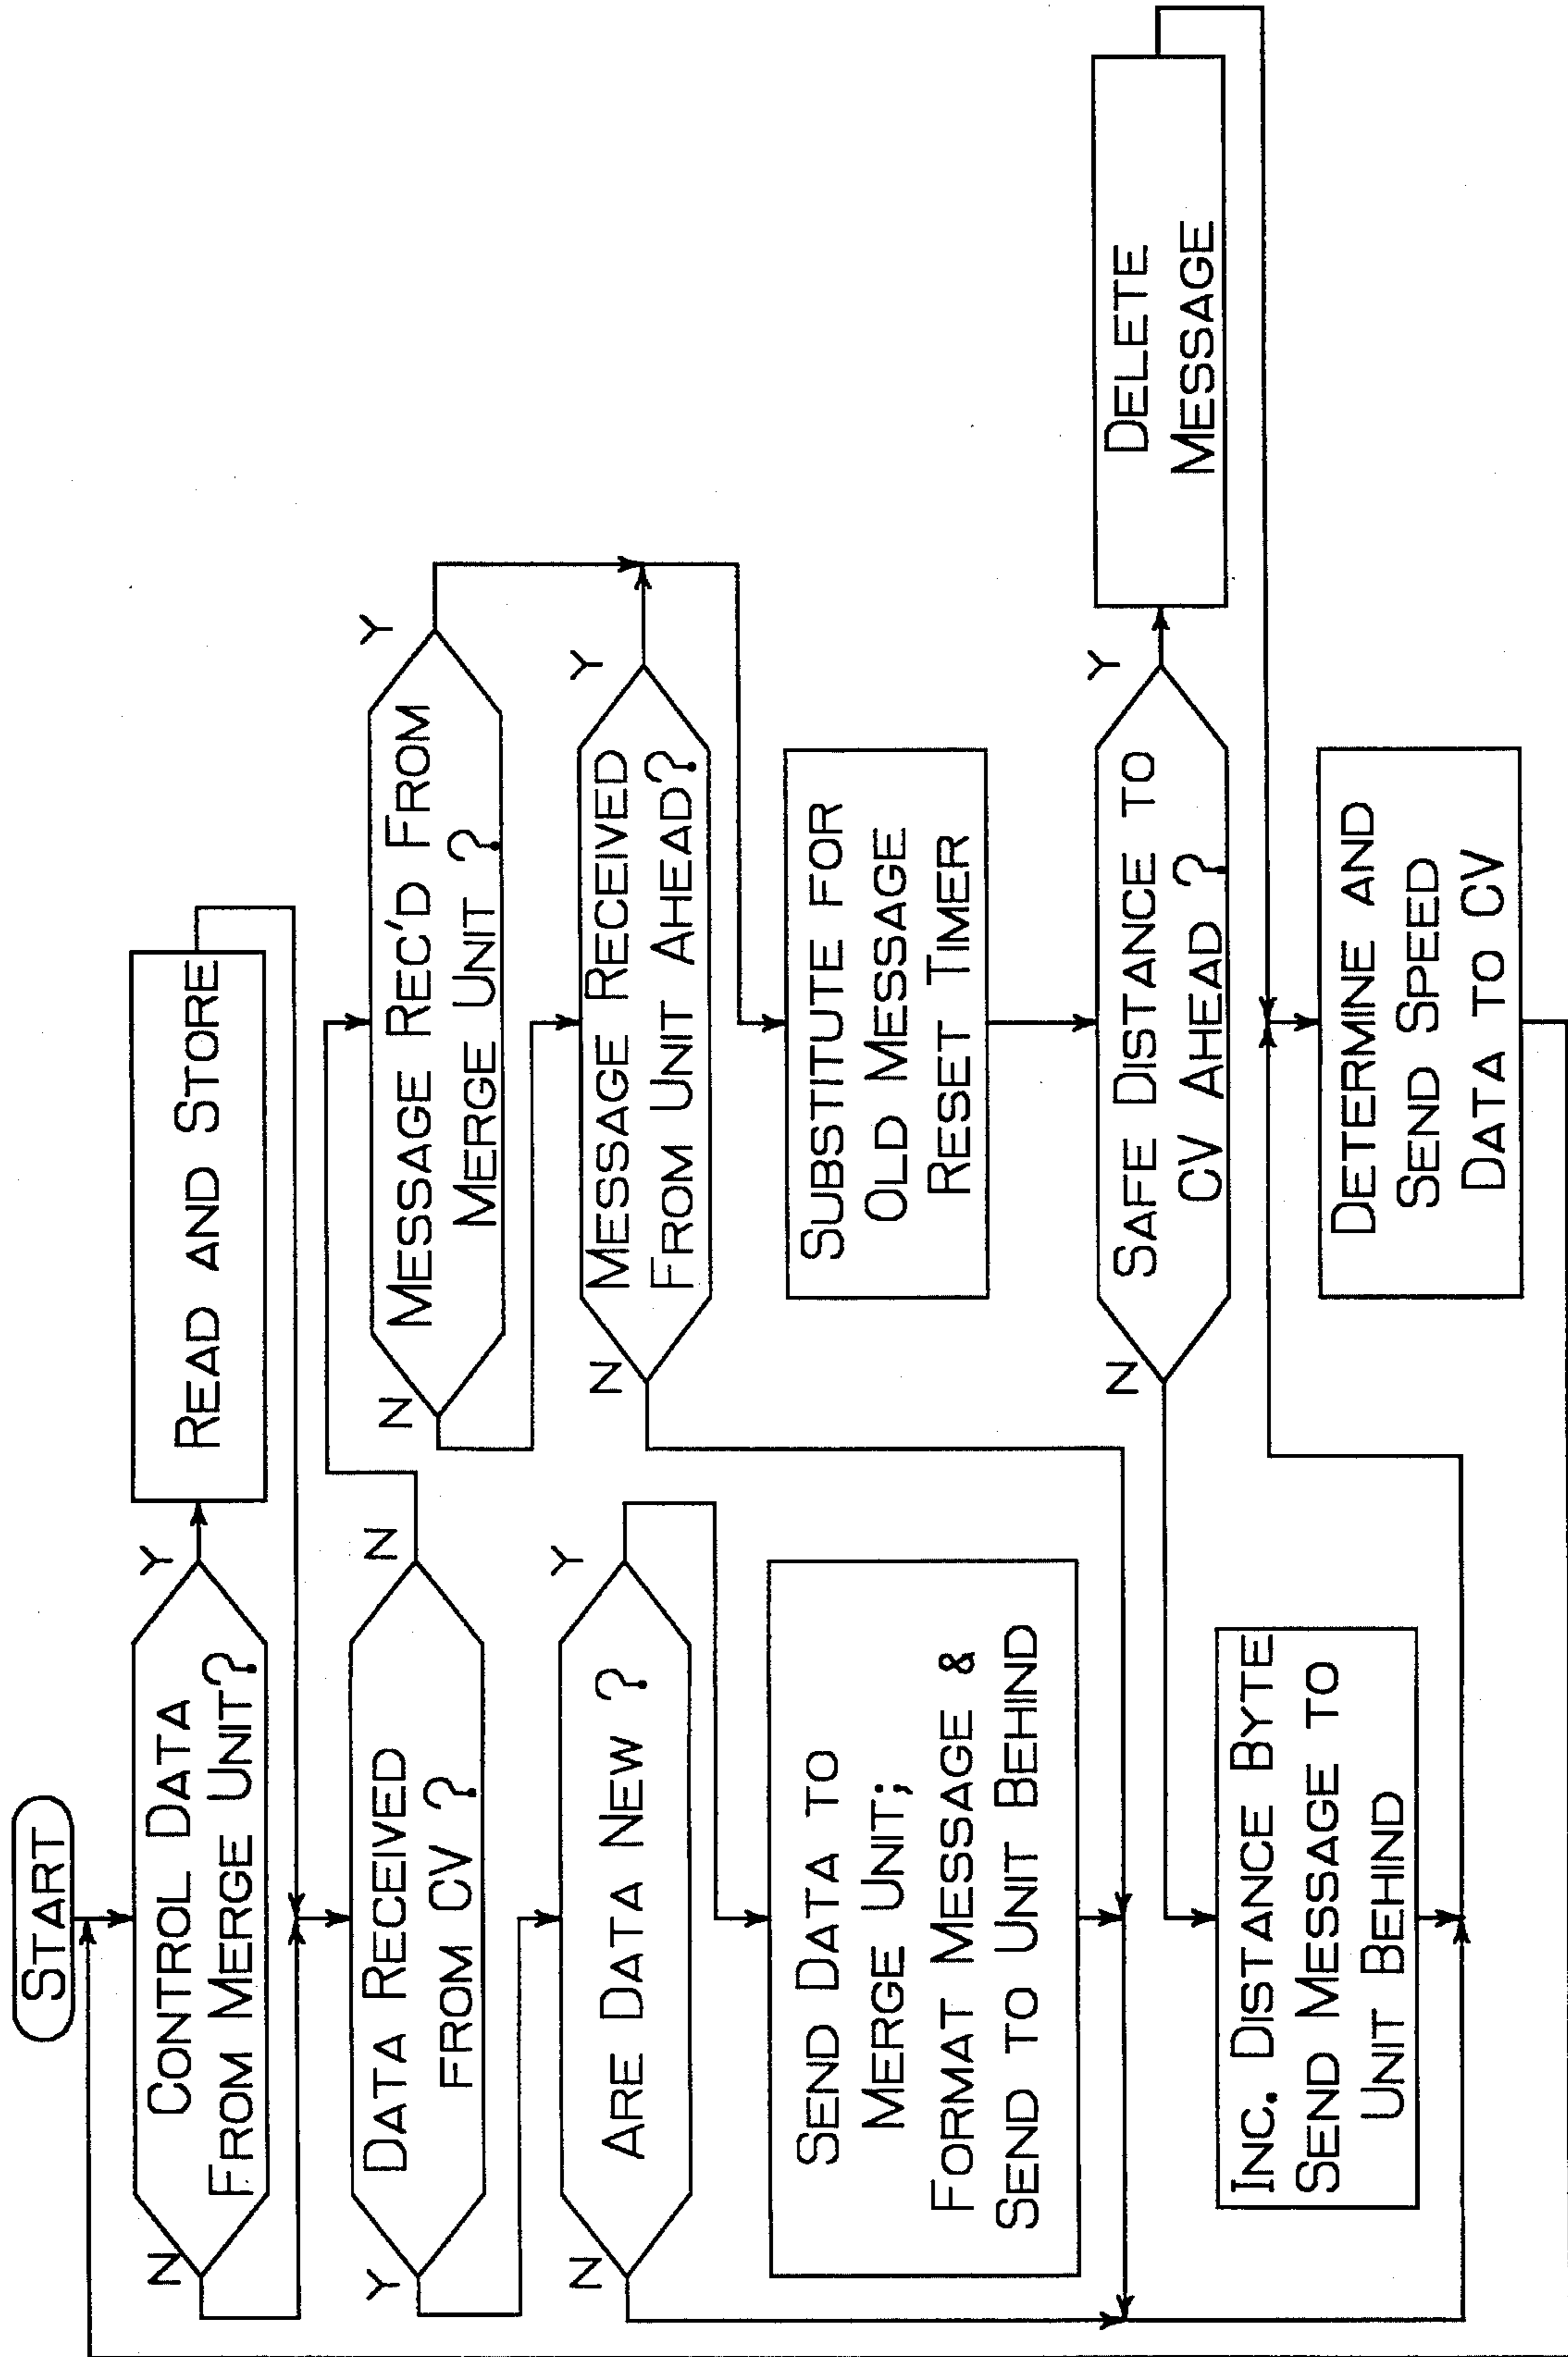 START
CONTROL DATA
FROM MERGE UNIT?
N
Y
READ AND STORE
DATA RECEIVED
FROM CV ?
Y
N
ARE DATA NEW ?
N
Y
SEND DATA TO
MERGE UNIT;
FORMAT MESSAGE &
SEND TO UNIT BEHIND
MESSAGE REC'D FROM
MERGE UNIT ?
N
Y
MESSAGE RECEIVED
FROM UNIT AHEAD?
N
Y
SUBSTITUTE FOR
OLD MESSAGE
RESET TIMER
SAFE DISTANCE TO
CV AHEAD ?
N
Y
DELETE
MESSAGE
INC. DISTANCE BYTE
SEND MESSAGE TO
UNIT BEHIND
DETERMINE AND
SEND SPEED
DATA TO CV